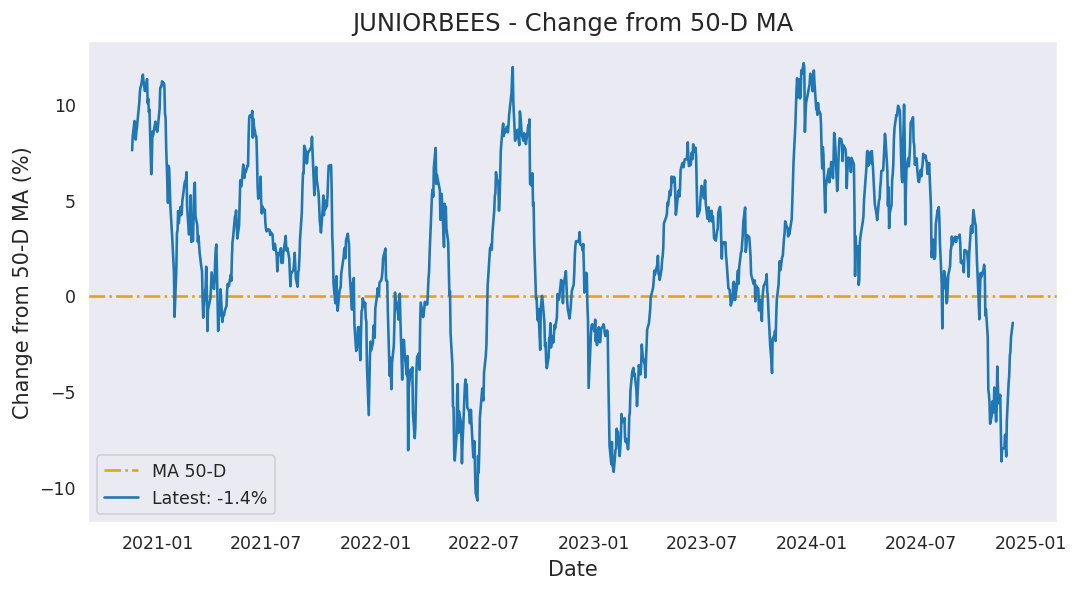 JUNIORBEES - Change from 50-D MA
Change from 50-D MA (%)
10
5
0
−5
−10
MA 50-D
Latest: -1.4%
2021-01
2021-07
2022-01
2022-07
2023-01
2023-07
2024-01
2024-07
2025-01
Date